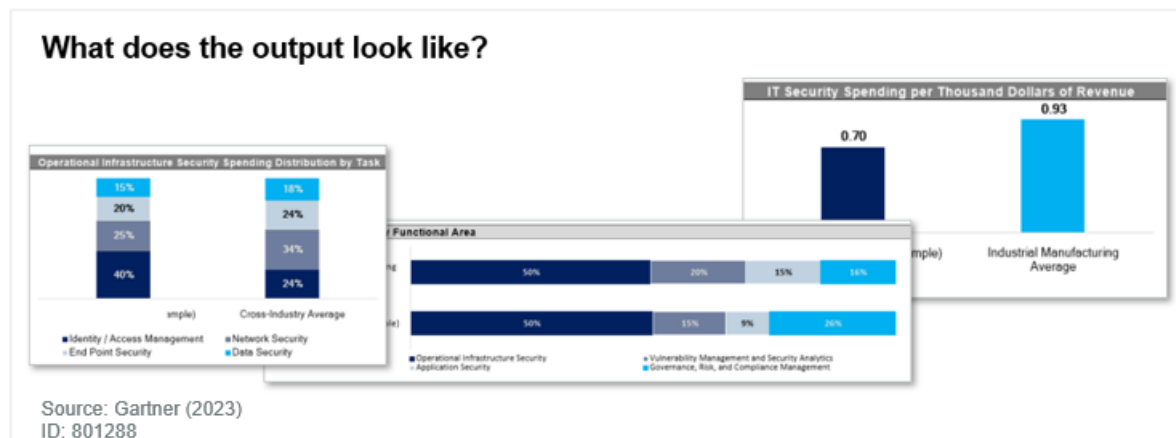 What does the output look like?
IT Security Spending per Thousand Dollars of Revenue
0.70
0.93
mple)
Industrial Manufacturing
Average
Operational Infrastructure Security Spending Distribution by Task
15%
20%
25%
40%
18%
24%
34%
24%
ample)
Cross-Industry Average
Identity / Access Management
Network Security
End Point Security
Data Security
Functional Area
50%
20%
15%
16%
50%
15%
9%
26%
Operational Infrastructure Security
Vulnerability Management and Security Analytics
Application Security
Governance, Risk, and Compliance Management
Source: Gartner (2023)
ID: 801288